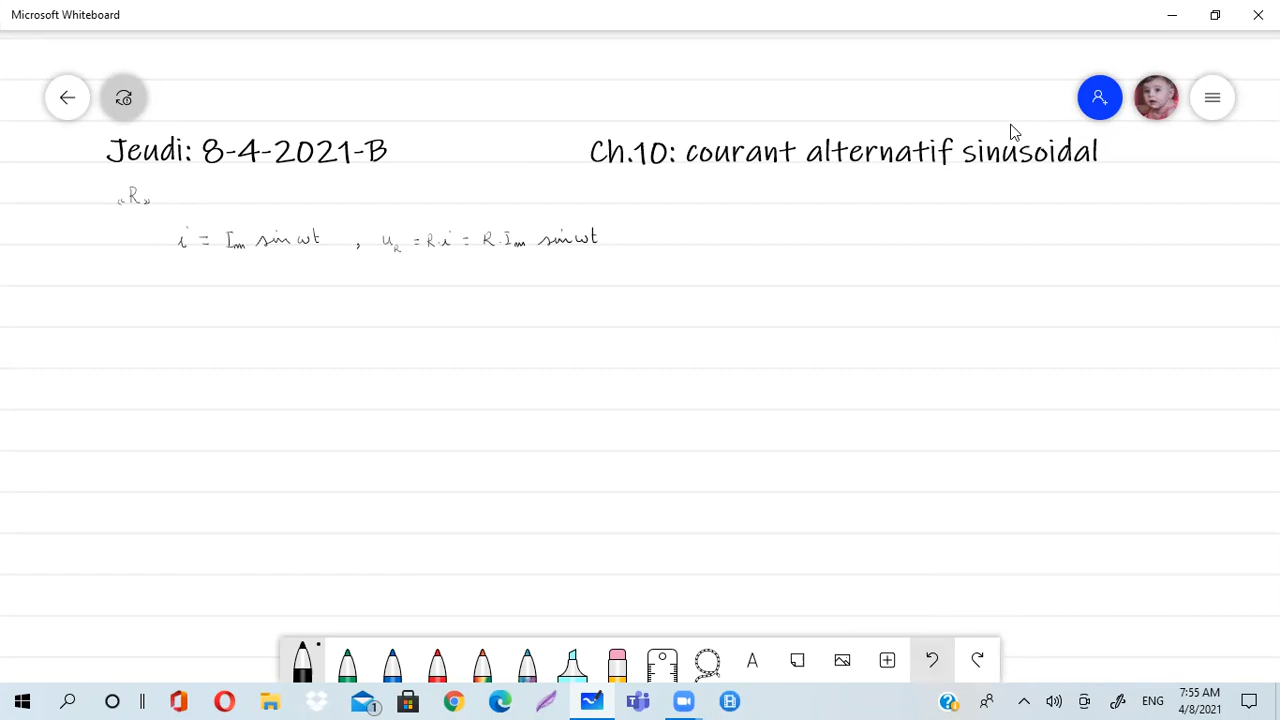 Microsoft Whiteboard
Jeudi: 8-4-2021-B Ch.10: courant alternatif sinusoidal
«R»
i = Im sin ωt , uR = R.i = R.Im sin ωt
A
1
ENG
7:55 AM
4/8/2021